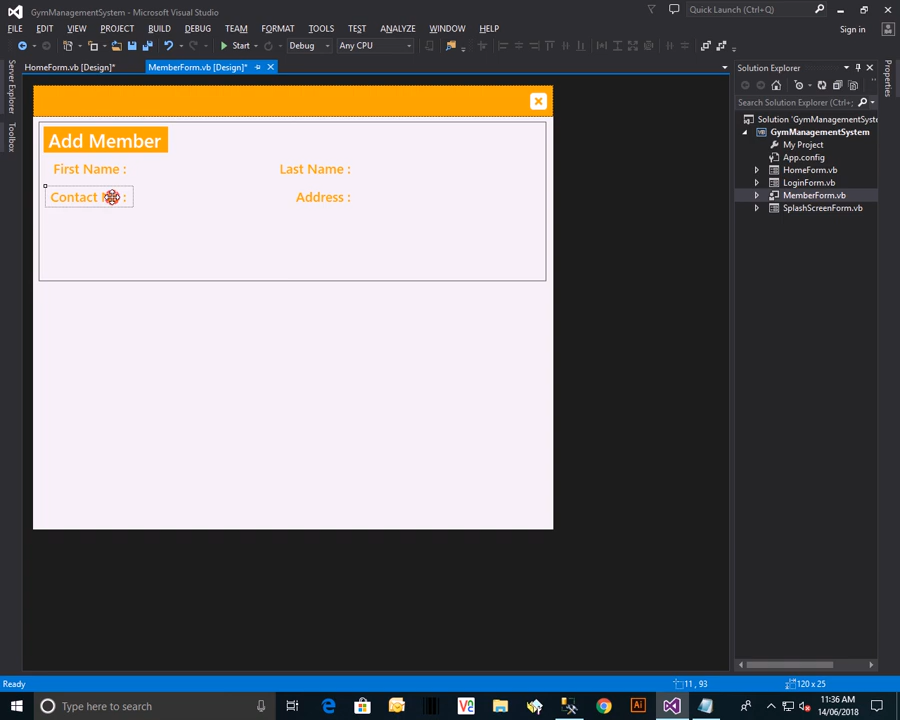 GymManagementSystem - Microsoft Visual Studio
Quick Launch (Ctrl+Q)
FILE EDIT VIEW PROJECT BUILD DEBUG TEAM FORMAT TOOLS TEST ANALYZE WINDOW HELP
Sign in
Start Debug Any CPU
Server Explorer
Toolbox
HomeForm.vb [Design]*
MemberForm.vb [Design]*
Solution Explorer
Properties
Search Solution Explorer (Ctrl+;
Solution 'GymManagementSyste
GymManagementSystem
My Project
App.config
HomeForm.vb
LoginForm.vb
MemberForm.vb
SplashScreenForm.vb
Add Member
First Name :
Last Name :
Contact :
Address :
Ready
11 , 93
120 x 25
Type here to search
Ai
11:36 AM
14/06/2018